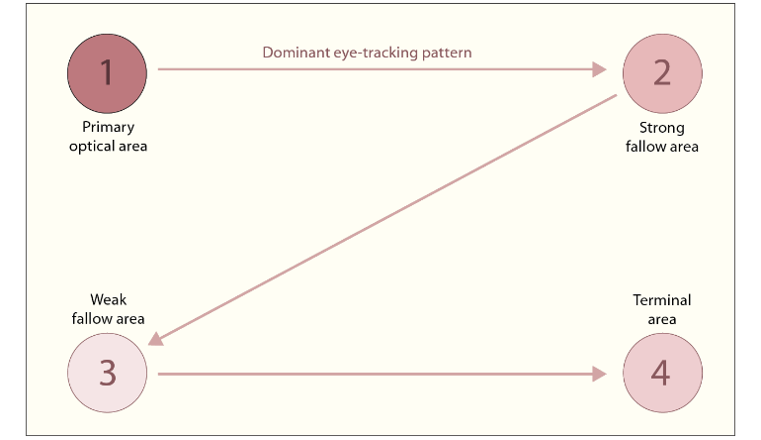 1
Dominant eye-tracking pattern
2
Primary
optical area
Strong
fallow area
Weak
fallow area
Terminal
area
3
4